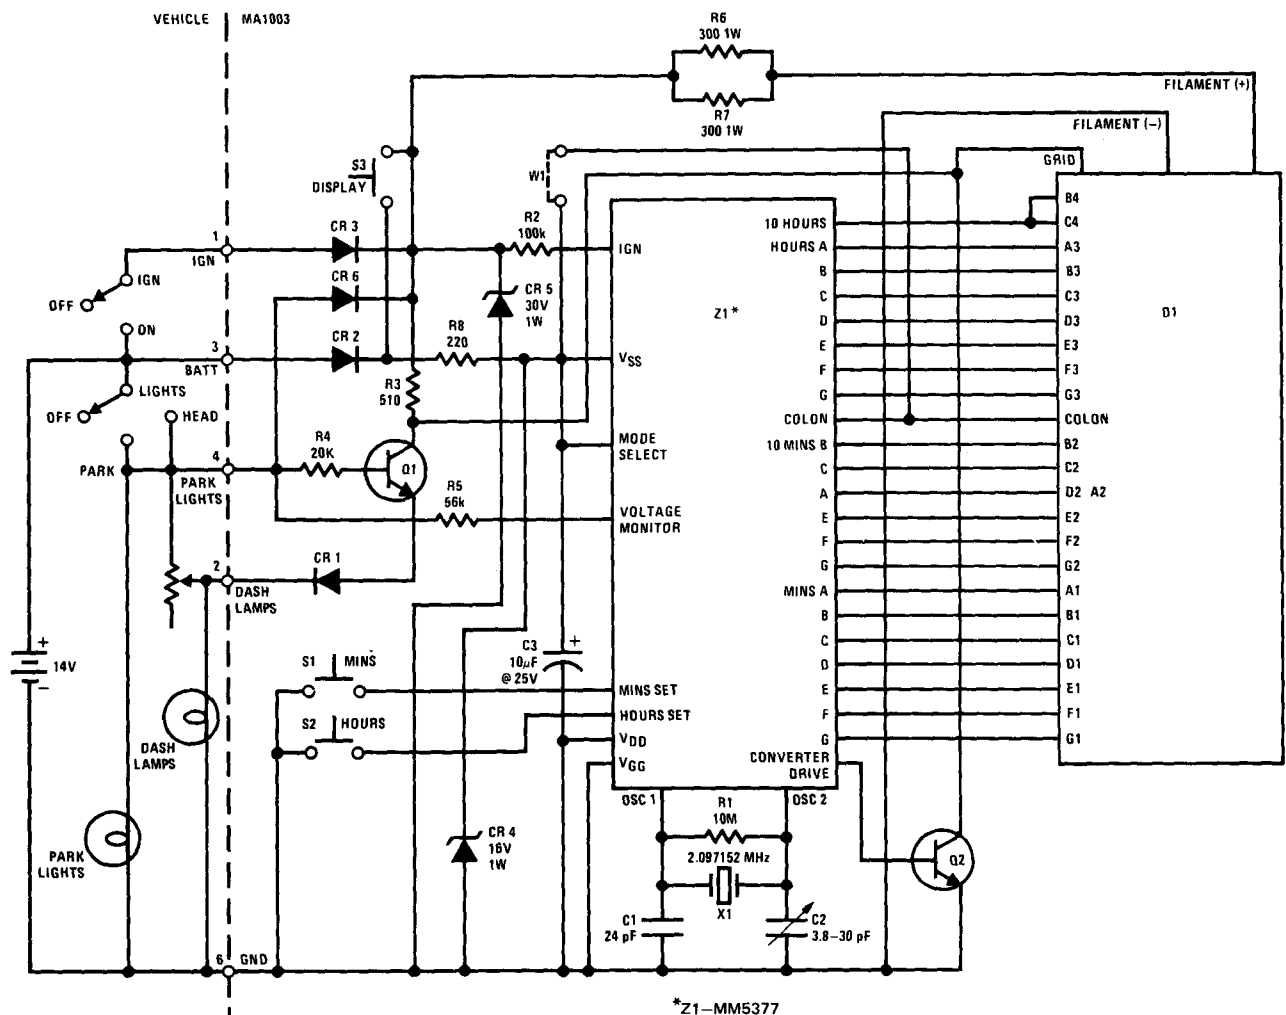 VEHICLE
MA1003
R6
300 1W
R7
300 1W
FILAMENT (+)
FILAMENT (−)
GRID
S3
DISPLAY
W1
1
IGN
CR 3
R2
100k
IGN
10 HOURS
B4
C4
HOURS A
A3
IGN
OFF
CR 6
CR 5
30V
1W
B
B3
C
C3
Z1*
D1
D
D3
ON
3
BATT
CR 2
R8
220
VSS
E
E3
F
F3
LIGHTS
OFF
HEAD
R3
510
G
G3
COLON
COLON
MODE
SELECT
10 MINS B
B2
PARK
4
PARK
LIGHTS
R4
20K
Q1
C
C2
R5
56k
VOLTAGE
MONITOR
A
D2 A2
E
E2
F
F2
2
DASH
LAMPS
CR 1
G
G2
MINS A
A1
B
B1
+
14V
−
C3
10µF
@ 25V
+
C
C1
D
D1
S1
MINS
MINS SET
E
E1
S2
HOURS
HOURS SET
F
F1
VDD
G
G1
VGG
CONVERTER
DRIVE
DASH
LAMPS
OSC 1
OSC 2
R1
10M
CR 4
16V
1W
2.097152 MHz
X1
Q2
PARK
LIGHTS
C1
24 pF
C2
3.8–30 pF
6
GND
*Z1–MM5377